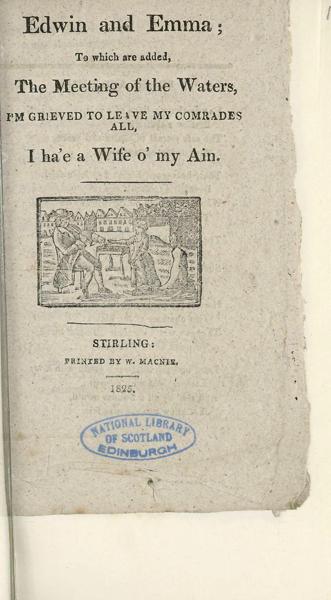 Edwin and Emma;
To which are added,
The Meeting of the Waters,
I'M GRIEVED TO LEAVE MY COMRADES
ALL,
I ha'e a Wife o' my Ain.
STIRLING:
PRINTED BY W. MACNIE.
1825.
NATIONAL LIBRARY
OF SCOTLAND
EDINBURGH